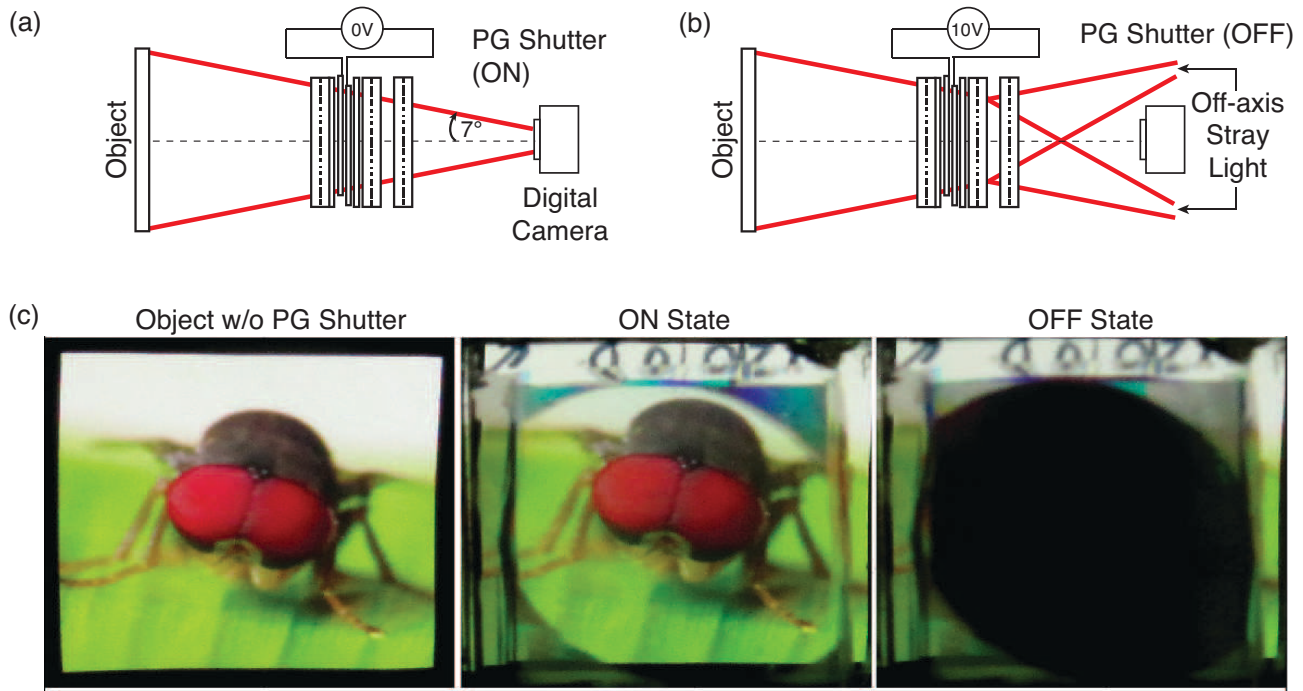 (a)
0V
PG Shutter
(ON)
Object
7°
Digital
Camera
(b)
10V
PG Shutter (OFF)
Object
Off-axis
Stray
Light
(c)
Object w/o PG Shutter
ON State
OFF State